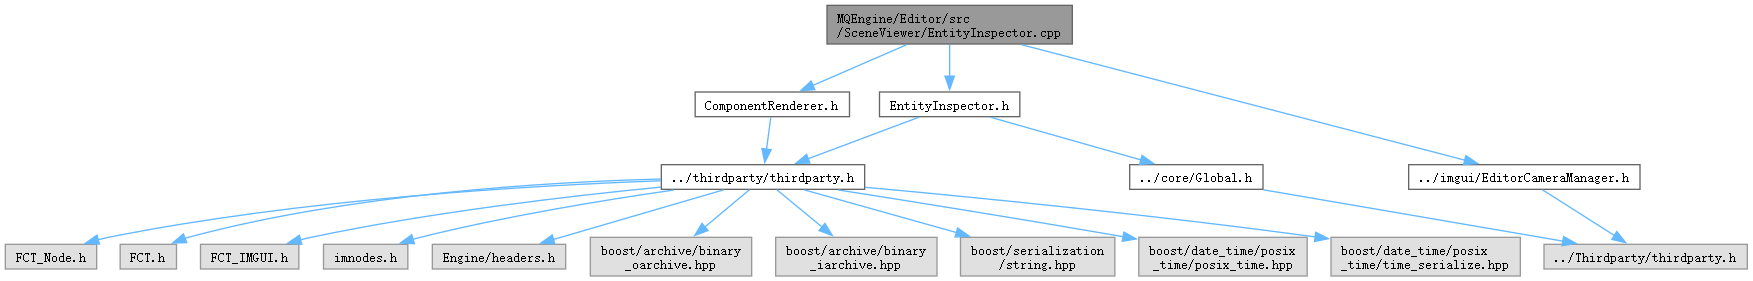 MQEngine/Editor/src
/SceneViewer/EntityInspector.cpp
ComponentRenderer.h
EntityInspector.h
../thirdparty/thirdparty.h
../core/Global.h
../imgui/EditorCameraManager.h
FCT_Node.h
FCT.h
FCT_IMGUI.h
imnodes.h
Engine/headers.h
boost/archive/binary
_oarchive.hpp
boost/archive/binary
_iarchive.hpp
boost/serialization
/string.hpp
boost/date_time/posix
_time/posix_time.hpp
boost/date_time/posix
_time/time_serialize.hpp
../Thirdparty/thirdparty.h